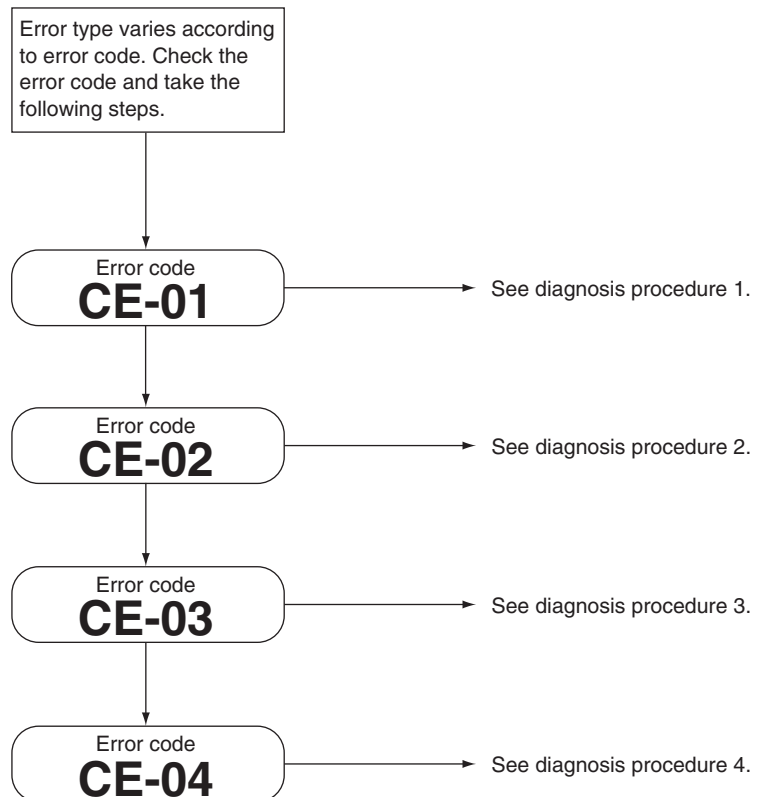 Error type varies according
to error code. Check the
error code and take the
following steps.
Error code
CE-01
See diagnosis procedure 1.
Error code
CE-02
See diagnosis procedure 2.
Error code
CE-03
See diagnosis procedure 3.
Error code
CE-04
See diagnosis procedure 4.